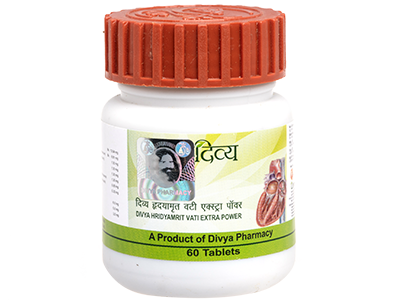 दिव्य
दिव्य हृदयामृत वटी एक्स्ट्रा पॉवर
DIVYA HRIDYAMRIT VATI EXTRA POWER
A Product of Divya Pharmacy
60 Tablets